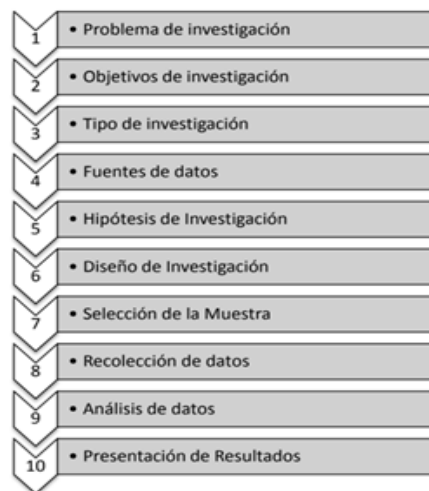 1 • Problema de investigación
2 • Objetivos de investigación
3 • Tipo de investigación
4 • Fuentes de datos
5 • Hipótesis de Investigación
6 • Diseño de Investigación
7 • Selección de la Muestra
8 • Recolección de datos
9 • Análisis de datos
10 • Presentación de Resultados